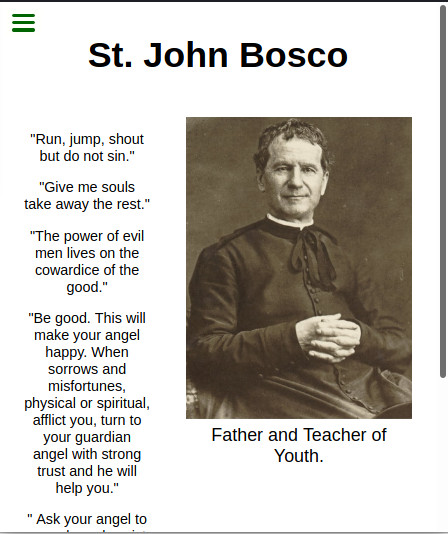 St. John Bosco
"Run, jump, shout
but do not sin."
"Give me souls
take away the rest."
"The power of evil
men lives on the
cowardice of the
good."
"Be good. This will
make your angel
happy. When
sorrows and
misfortunes,
physical or spiritual,
afflict you, turn to
your guardian
angel with strong
trust and he will
help you."
" Ask your angel to
Father and Teacher of
Youth.